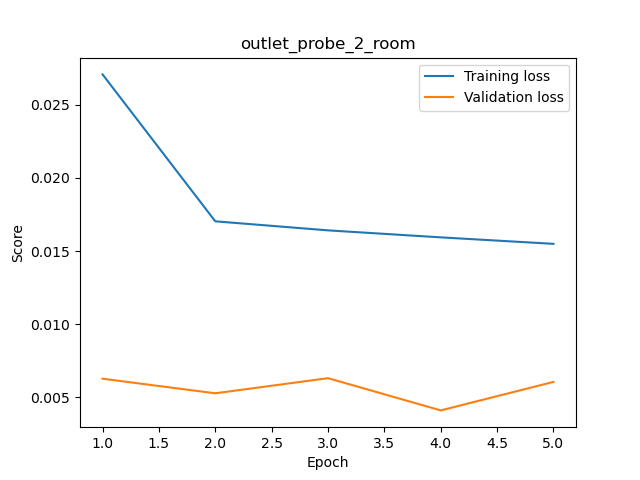 outlet_probe_2_room
Training loss
Validation loss
Score
0.025
0.020
0.015
0.010
0.005
1.0 1.5 2.0 2.5 3.0 3.5 4.0 4.5 5.0
Epoch